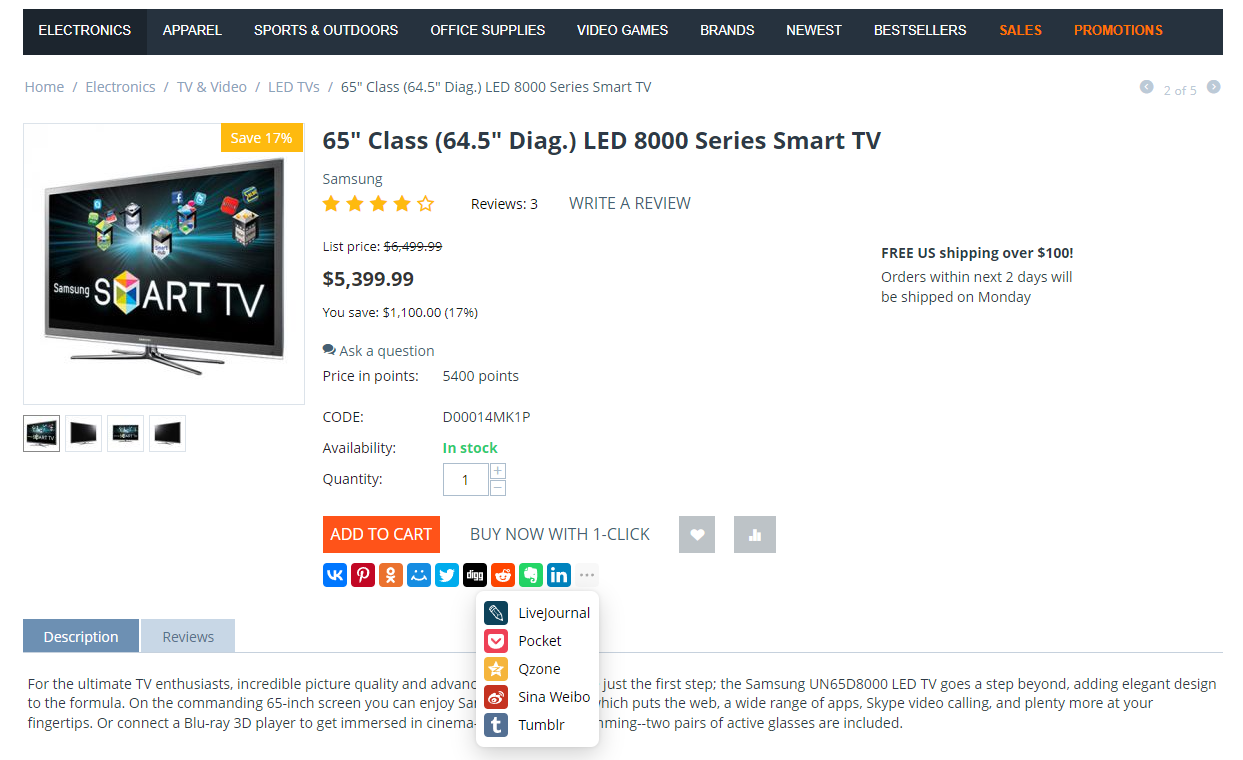 ELECTRONICS APPAREL SPORTS & OUTDOORS OFFICE SUPPLIES VIDEO GAMES BRANDS NEWEST BESTSELLERS SALES PROMOTIONS
Home / Electronics / TV & Video / LED TVs / 65" Class (64.5" Diag.) LED 8000 Series Smart TV
2 of 5
Save 17%
Samsung SMART TV
65" Class (64.5" Diag.) LED 8000 Series Smart TV
Samsung
Reviews: 3 WRITE A REVIEW
List price: $6,499.99
$5,399.99
You save: $1,100.00 (17%)
FREE US shipping over $100!
Orders within next 2 days will
be shipped on Monday
Ask a question
Price in points: 5400 points
CODE: D00014MK1P
Availability: In stock
Quantity: 1 + −
ADD TO CART BUY NOW WITH 1-CLICK
digg in ...
LiveJournal
Pocket
Qzone
Sina Weibo
Tumblr
Description Reviews
For the ultimate TV enthusiasts, incredible picture quality and advanc just the first step; the Samsung UN65D8000 LED TV goes a step beyond, adding elegant design
to the formula. On the commanding 65-inch screen you can enjoy Sa hich puts the web, a wide range of apps, Skype video calling, and plenty more at your
fingertips. Or connect a Blu-ray 3D player to get immersed in cinema- mming--two pairs of active glasses are included.